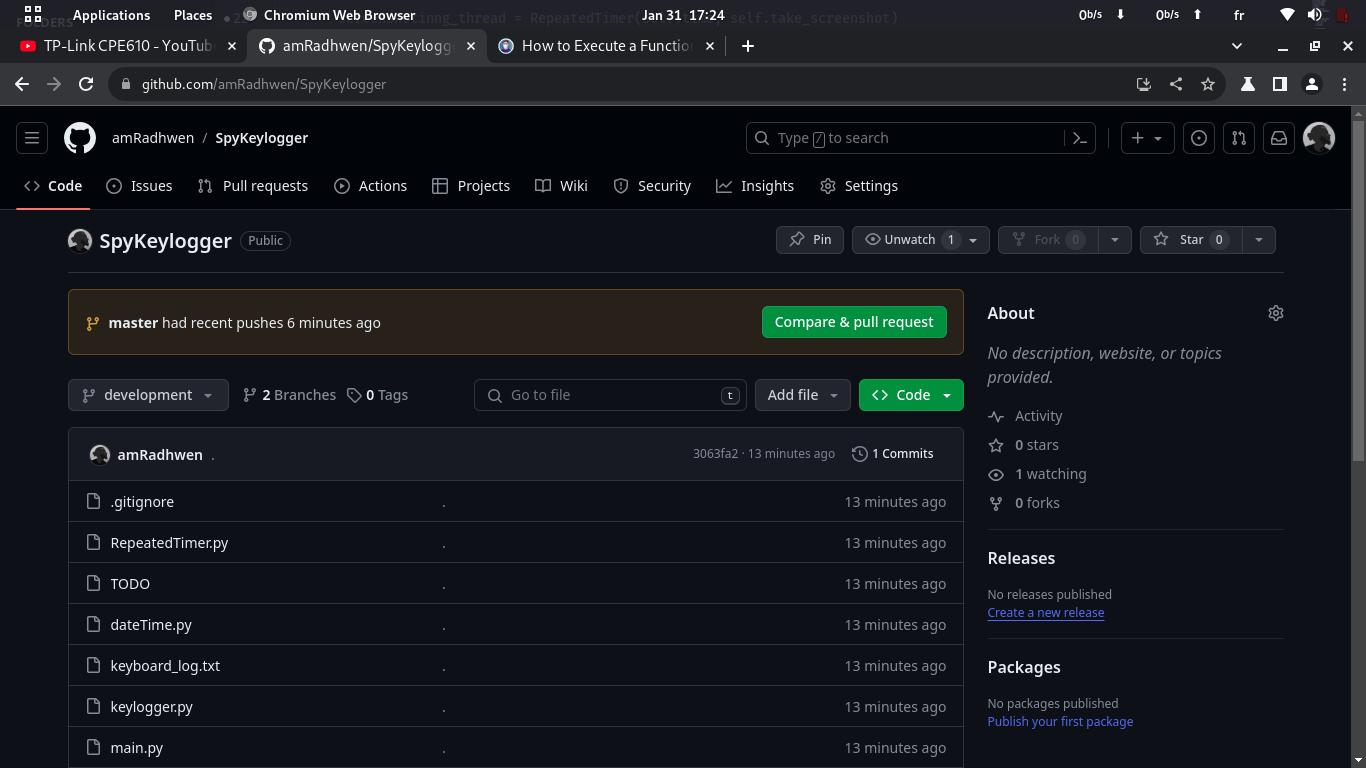 Applications Places Chromium Web Browser Jan 31 17:24 0b/s 0b/s fr
TP-Link CPE610 - YouTub amRadhwen/SpyKeylogge How to Execute a Functio
github.com/amRadhwen/SpyKeylogger
amRadhwen / SpyKeylogger Type / to search
Code Issues Pull requests Actions Projects Wiki Security Insights Settings
SpyKeylogger Public Pin Unwatch 1 Fork 0 Star 0
master had recent pushes 6 minutes ago Compare & pull request
development 2 Branches 0 Tags Go to file t Add file Code
amRadhwen . 3063fa2 · 13 minutes ago 1 Commits
.gitignore . 13 minutes ago
RepeatedTimer.py . 13 minutes ago
TODO . 13 minutes ago
dateTime.py . 13 minutes ago
keyboard_log.txt . 13 minutes ago
keylogger.py . 13 minutes ago
main.py . 13 minutes ago
About
No description, website, or topics
provided.
Activity
0 stars
1 watching
0 forks
Releases
No releases published
Create a new release
Packages
No packages published
Publish your first package